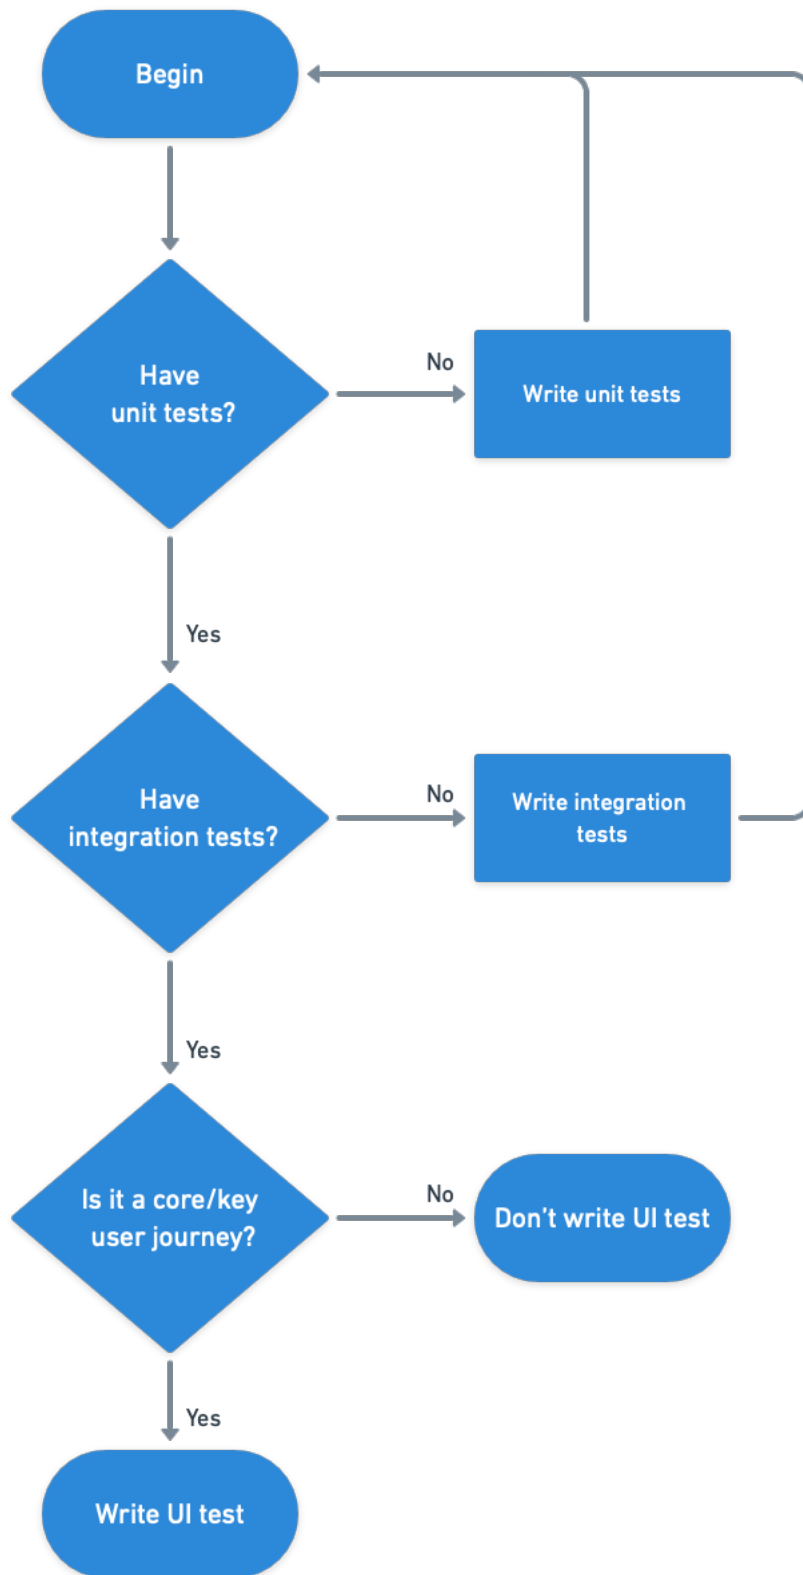 Begin
Have
unit tests?
No
Write unit tests
Yes
Have
integration tests?
No
Write integration
tests
Yes
Is it a core/key
user journey?
No
Don't write UI test
Yes
Write UI test